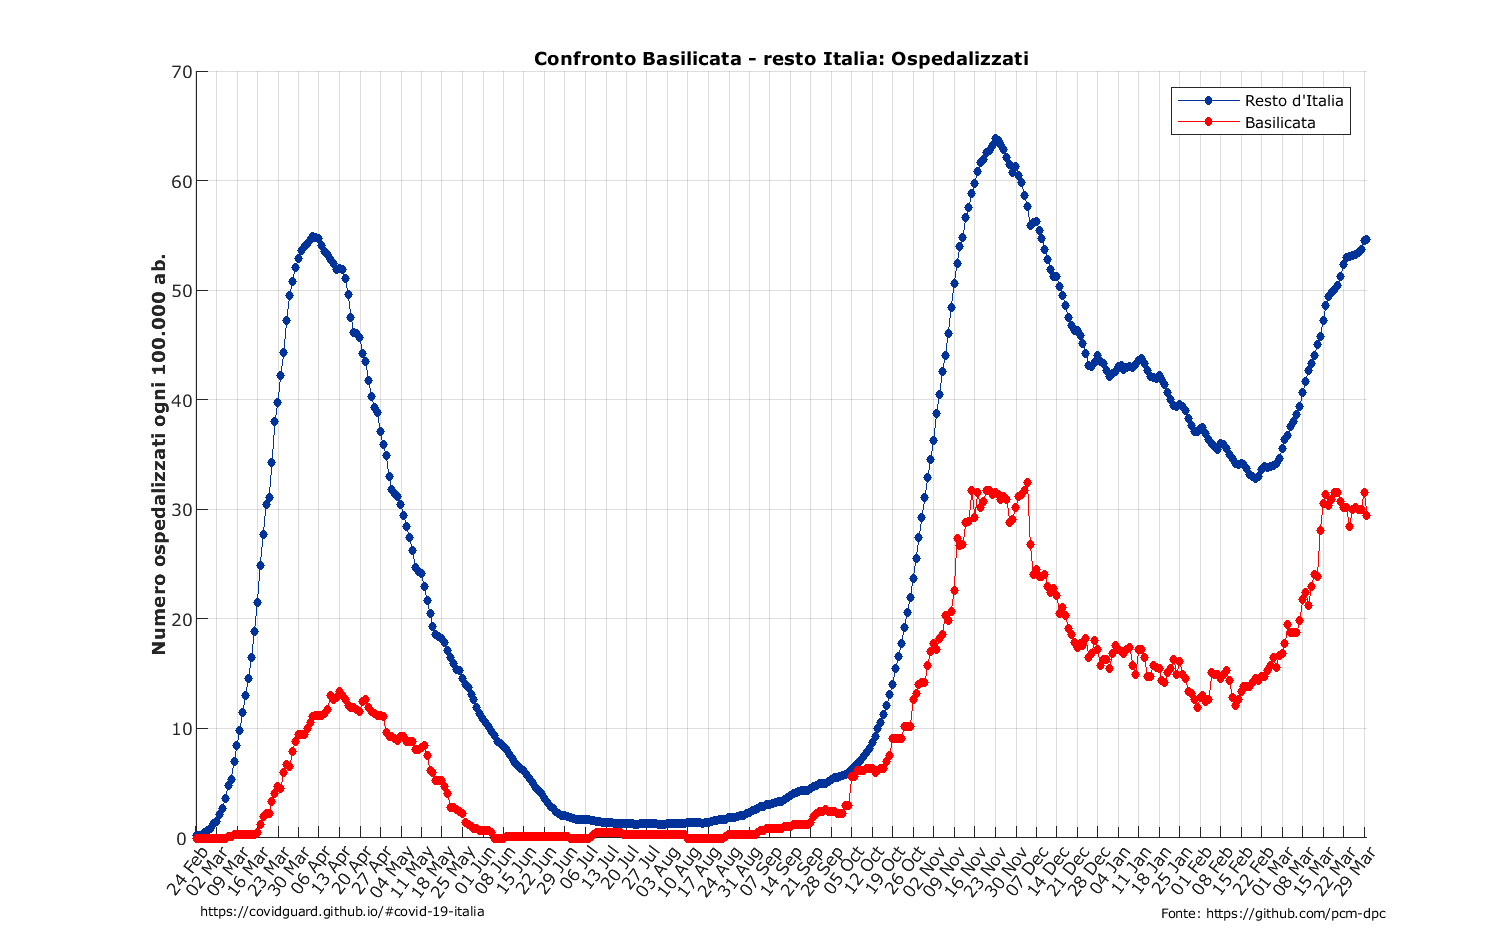 Confronto Basilicata - resto Italia: Ospedalizzati
Resto d'Italia
Basilicata
Numero ospedalizzati ogni 100.000 ab.
70
60
50
40
30
20
10
0
24 Feb
02 Mar
09 Mar
16 Mar
23 Mar
30 Mar
06 Apr
13 Apr
20 Apr
27 Apr
04 May
11 May
18 May
25 May
01 Jun
08 Jun
15 Jun
22 Jun
29 Jun
06 Jul
13 Jul
20 Jul
27 Jul
03 Aug
10 Aug
17 Aug
24 Aug
31 Aug
07 Sep
14 Sep
21 Sep
28 Sep
05 Oct
12 Oct
19 Oct
26 Oct
02 Nov
09 Nov
16 Nov
23 Nov
30 Nov
07 Dec
14 Dec
21 Dec
28 Dec
04 Jan
11 Jan
18 Jan
25 Jan
01 Feb
08 Feb
15 Feb
22 Feb
01 Mar
08 Mar
15 Mar
22 Mar
29 Mar
https://covidguard.github.io/#covid-19-italia
Fonte: https://github.com/pcm-dpc